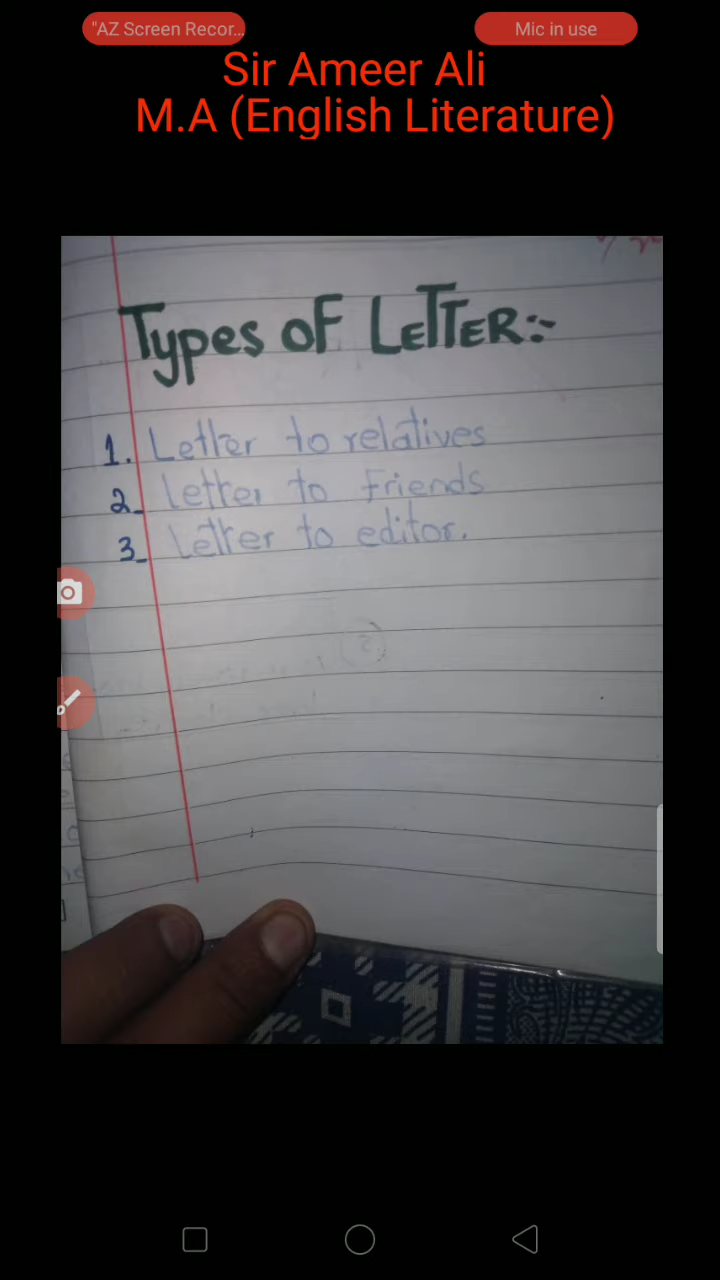 "AZ Screen Recor...
Mic in use
Sir Ameer Ali
M.A (English Literature)
Types of LETTER:-
1. Letter to relatives
2_ letter to friends
3_ Letter to editor.